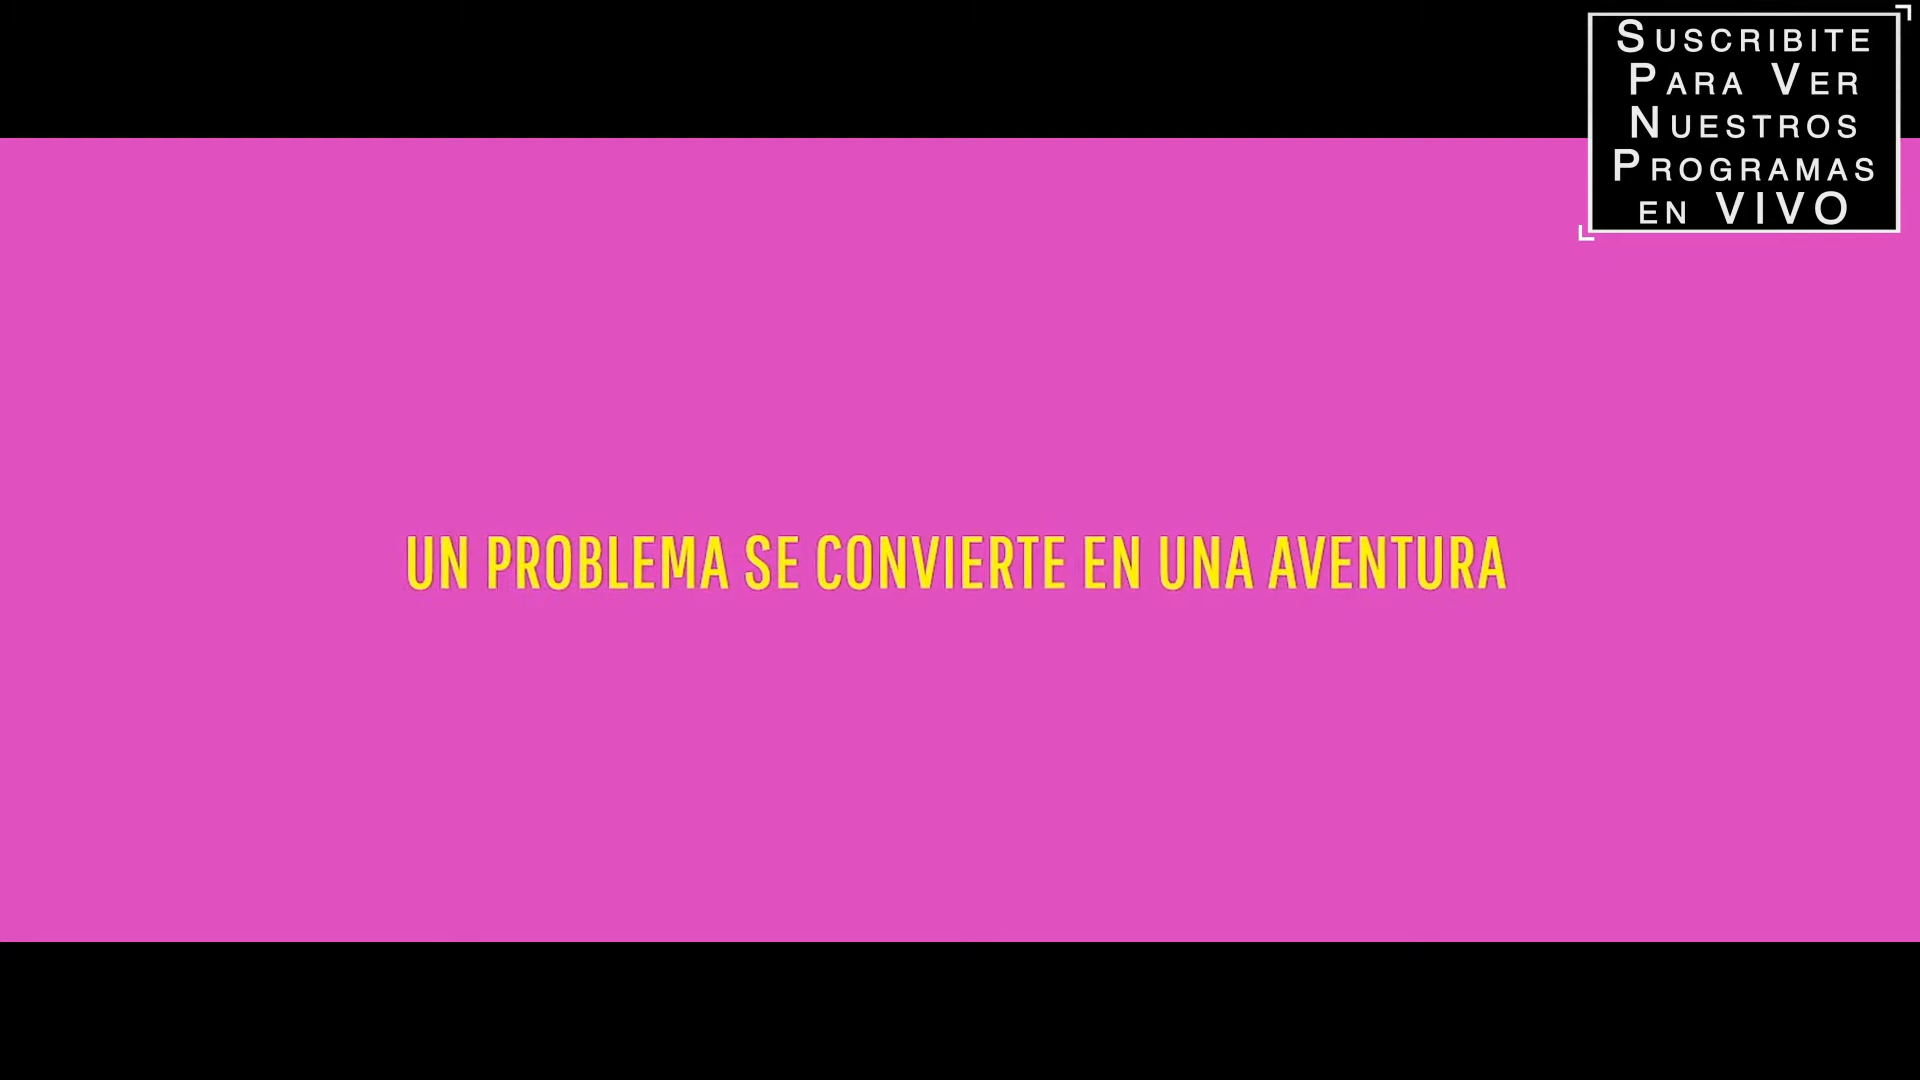 SUSCRIBITE
PARA VER
NUESTROS
PROGRAMAS
EN VIVO
UN PROBLEMA SE CONVIERTE EN UNA AVENTURA